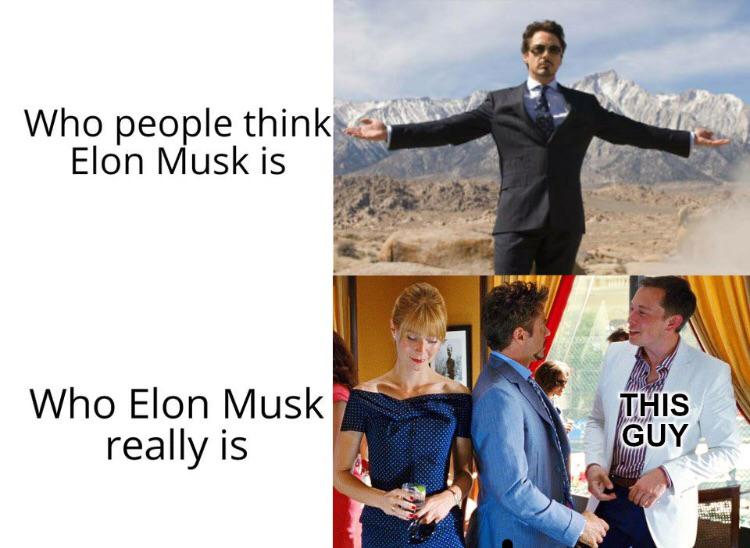 Who people think
Elon Musk is
Who Elon Musk
really is
THIS
GUY